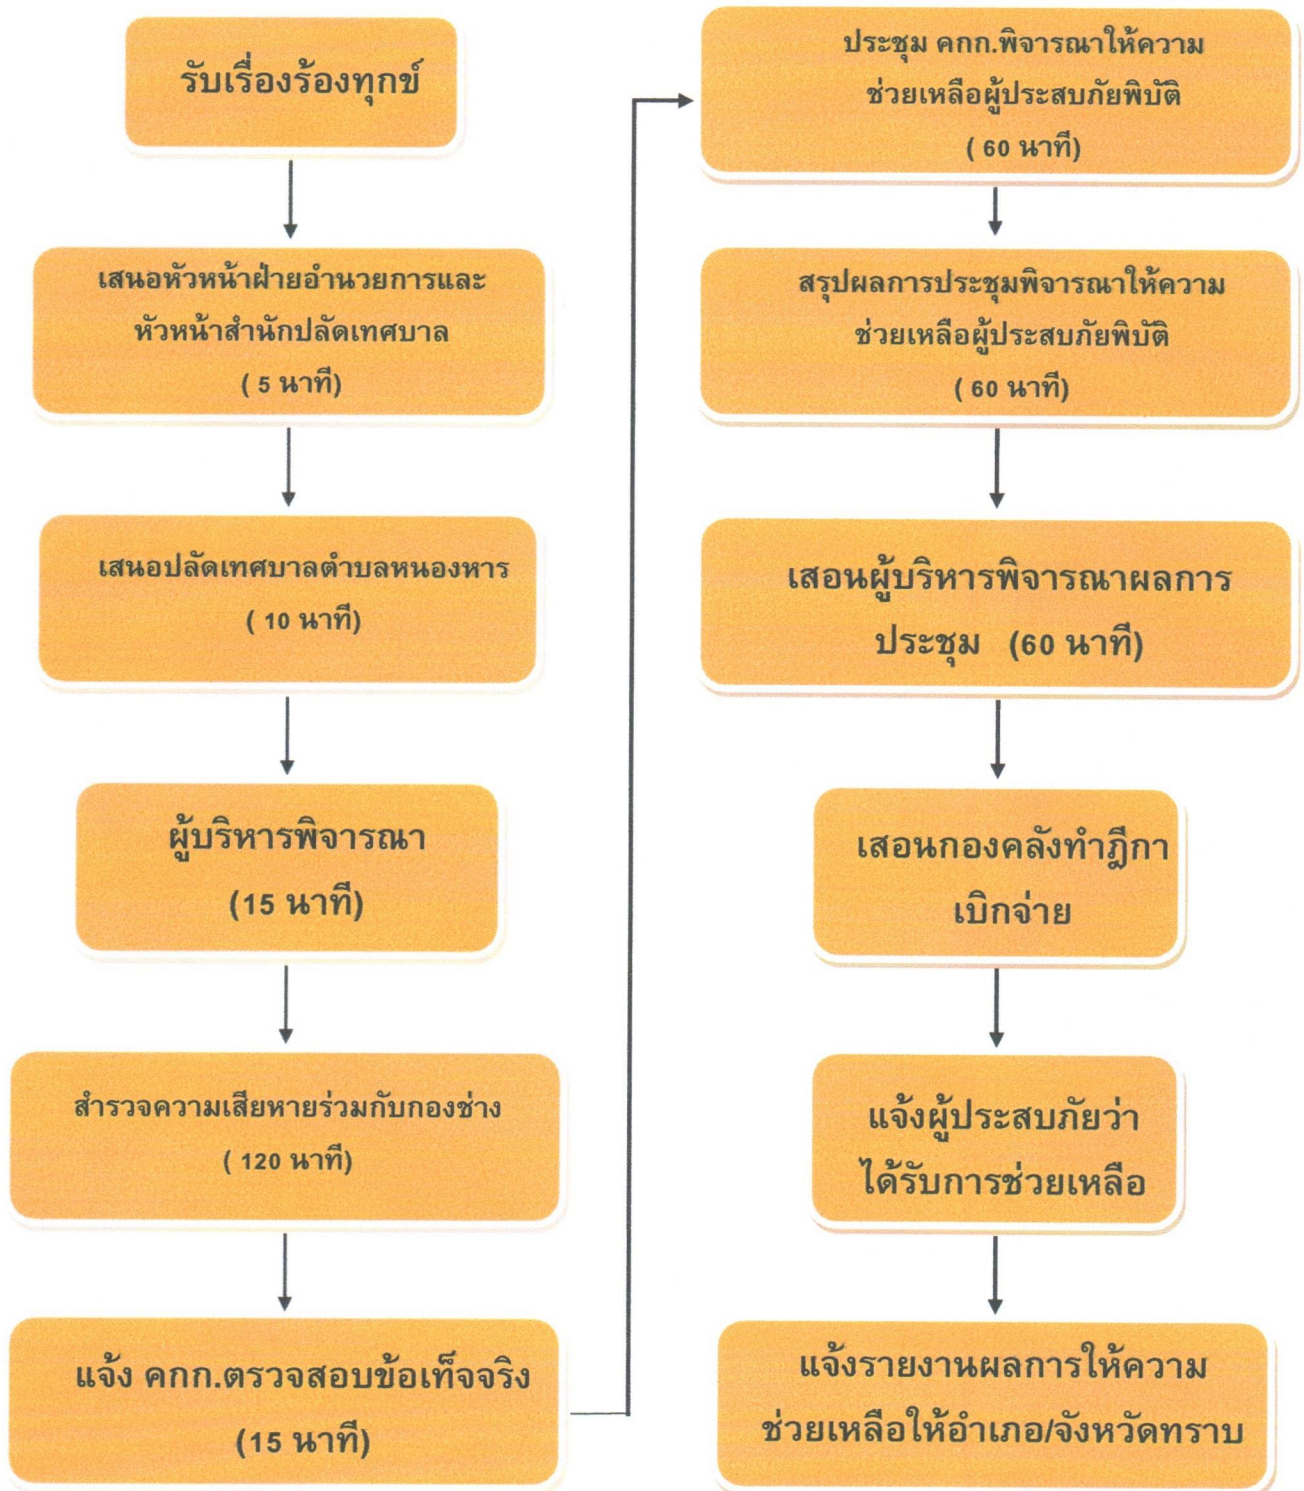 รับเรื่องร้องทุกข์
เสนอหัวหน้าฝ่ายอำนวยการและ
หัวหน้าสำนักปลัดเทศบาล
( 5 นาที)
เสนอปลัดเทศบาลตำบลหนองหาร
( 10 นาที)
ผู้บริหารพิจารณา
(15 นาที)
สำรวจความเสียหายร่วมกับกองช่าง
( 120 นาที)
แจ้ง คกก.ตรวจสอบข้อเท็จจริง
(15 นาที)
ประชุม คกก.พิจารณาให้ความ
ช่วยเหลือผู้ประสบภัยพิบัติ
( 60 นาที)
สรุปผลการประชุมพิจารณาให้ความ
ช่วยเหลือผู้ประสบภัยพิบัติ
( 60 นาที)
เสอนผู้บริหารพิจารณาผลการ
ประชุม (60 นาที)
เสอนกองคลังทำฎีกา
เบิกจ่าย
แจ้งผู้ประสบภัยว่า
ได้รับการช่วยเหลือ
แจ้งรายงานผลการให้ความ
ช่วยเหลือให้อำเภอ/จังหวัดทราบ